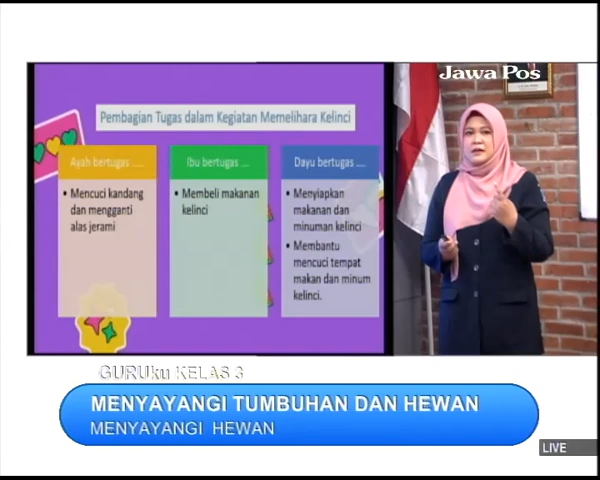 Jawa Pos
Pembagian Tugas dalam Kegiatan Memelihara Kelinci
Ayah bertugas ....
• Mencuci kandang
dan mengganti
alas jerami
Ibu bertugas ...
• Membeli makanan
kelinci
Dayu bertugas ....
• Menyiapkan
makanan dan
minuman kelinci
• Membantu
mencuci tempat
makan dan minum
kelinci.
GURUku KELAS 3
MENYAYANGI TUMBUHAN DAN HEWAN
MENYAYANGI HEWAN
LIVE